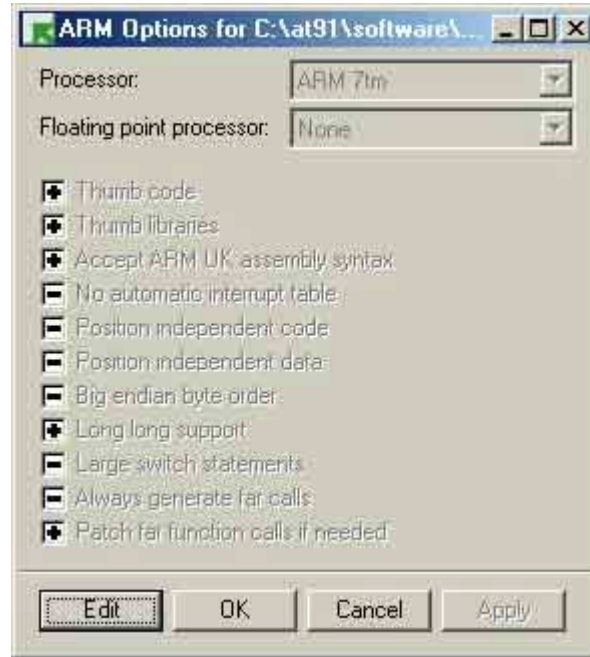 ARM Options for C:\at91\software\...
Processor: ARM 7tm
Floating point processor: None
Thumb code
Thumb libraries
Accept ARM UK assembly syntax
No automatic interrupt table
Position independent code
Position independent data
Big endian byte order
Long long support
Large switch statements
Always generate far calls
Patch far function calls if needed
Edit OK Cancel Apply